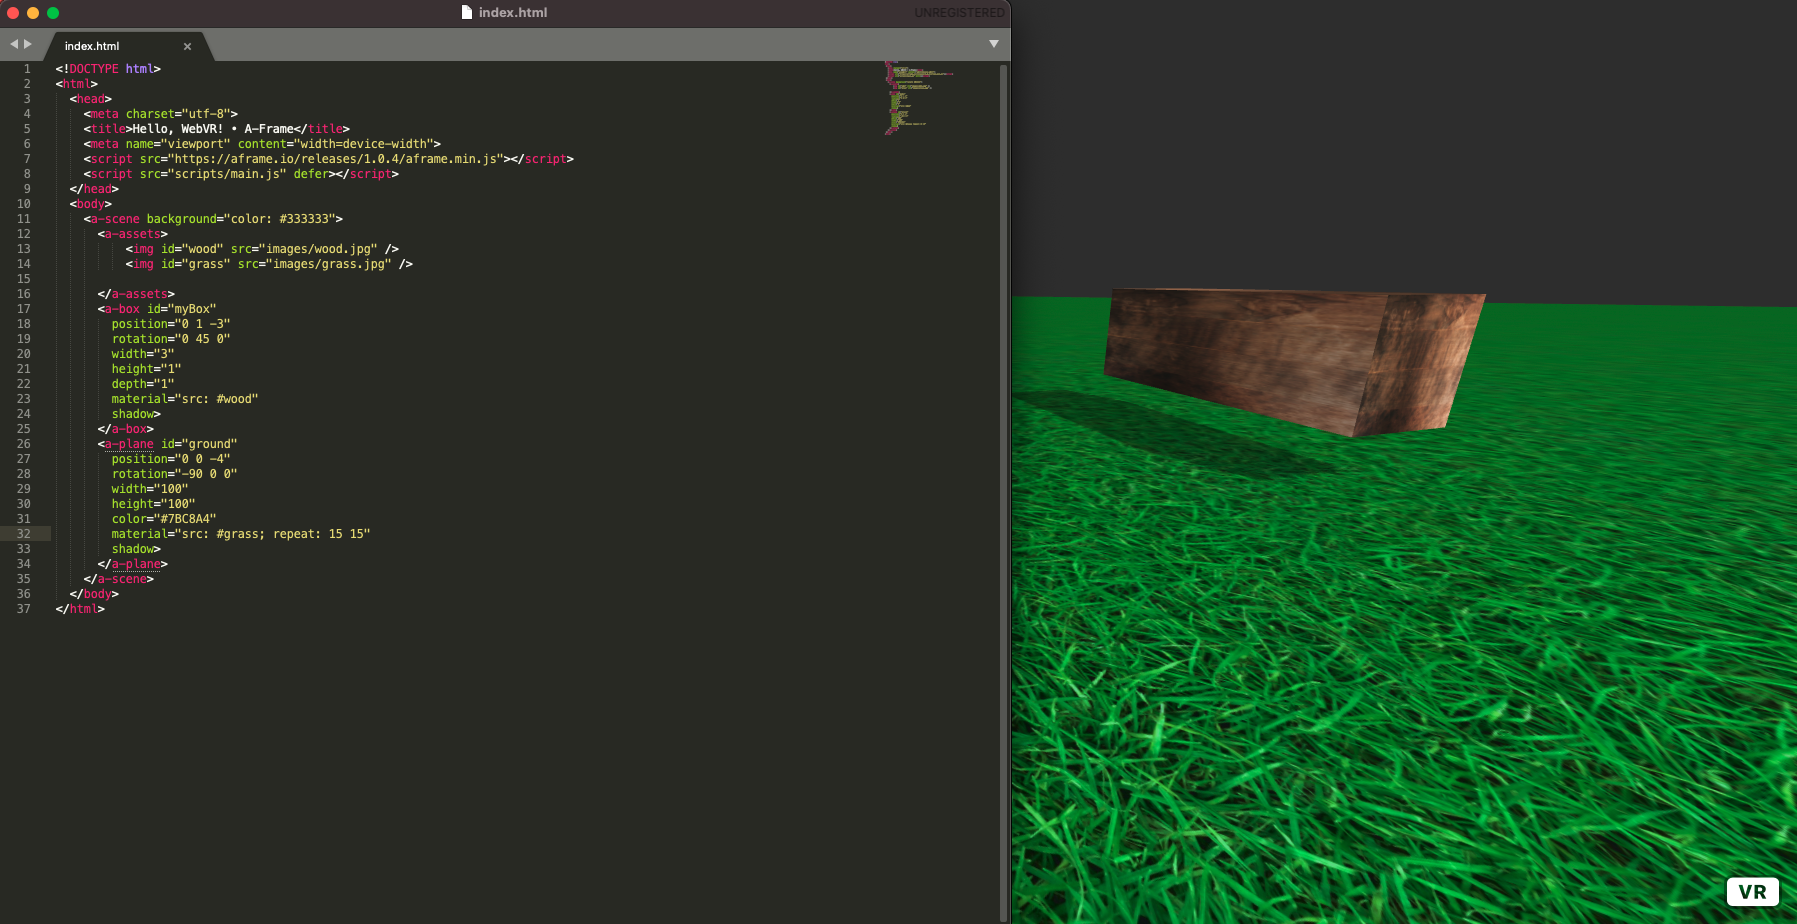 index.html
UNREGISTERED
index.html
1 <!DOCTYPE html>
2 <html>
3 <head>
4 <meta charset="utf-8">
5 <title>Hello, WebVR! • A-Frame</title>
6 <meta name="viewport" content="width=device-width">
7 <script src="https://aframe.io/releases/1.0.4/aframe.min.js"></script>
8 <script src="scripts/main.js" defer></script>
9 </head>
10 <body>
11 <a-scene background="color: #333333">
12 <a-assets>
13 <img id="wood" src="images/wood.jpg" />
14 <img id="grass" src="images/grass.jpg" />
15
16 </a-assets>
17 <a-box id="myBox"
18 position="0 1 -3"
19 rotation="0 45 0"
20 width="3"
21 height="1"
22 depth="1"
23 material="src: #wood"
24 shadow>
25 </a-box>
26 <a-plane id="ground"
27 position="0 0 -4"
28 rotation="-90 0 0"
29 width="100"
30 height="100"
31 color="#7BC8A4"
32 material="src: #grass; repeat: 15 15"
33 shadow>
34 </a-plane>
35 </a-scene>
36 </body>
37 </html>
VR